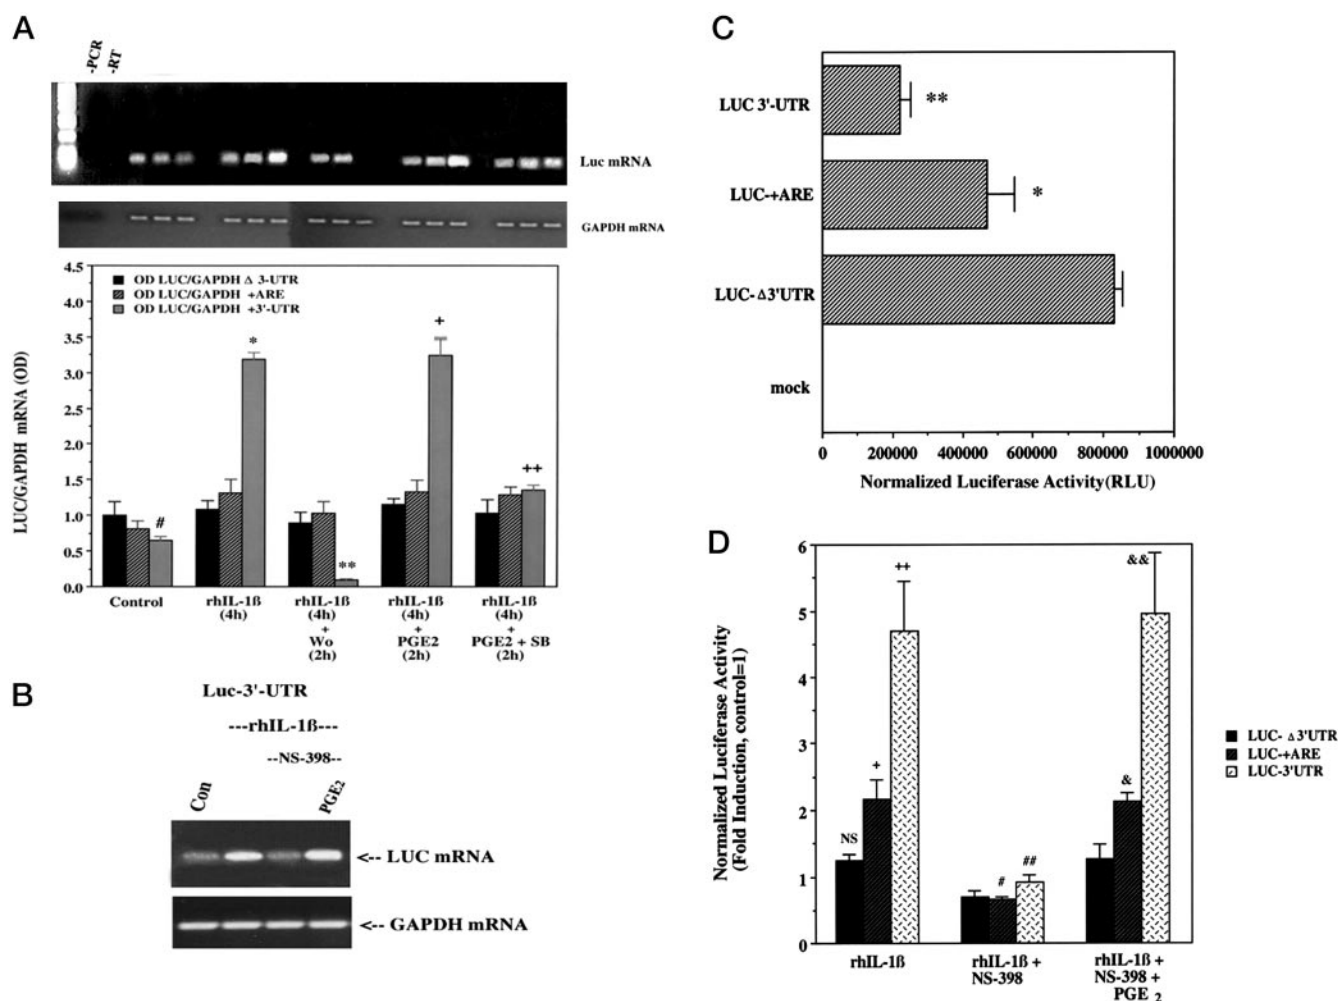 A
-PCR
-RT
Luc mRNA
GAPDH mRNA
4.5
4.0
3.5
3.0
2.5
2.0
1.5
1.0
0.5
0.0
LUC/GAPDH mRNA (OD)
OD LUC/GAPDH Δ 3-UTR
OD LUC/GAPDH +ARE
OD LUC/GAPDH +3'-UTR
#
*
**
+
++
Control
rhIL-1ß
(4h)
rhIL-1ß
(4h)
+
Wo
(2h)
rhIL-1ß
(4h)
+
PGE2
(2h)
rhIL-1ß
(4h)
+
PGE2 + SB
(2h)
B
Luc-3'-UTR
---rhIL-1ß---
--NS-398--
Con
PGE2
<-- LUC mRNA
<-- GAPDH mRNA
C
LUC 3'-UTR
**
LUC-+ARE
*
LUC-Δ3'UTR
mock
0 200000 400000 600000 800000 1000000
Normalized Luciferase Activity(RLU)
D
6
5
4
3
2
1
0
Normalized Luciferase Activity
(Fold Induction, control=1)
NS
+
++
#
##
&
&&
LUC- Δ3'UTR
LUC-+ARE
LUC-3'UTR
rhIL-1ß
rhIL-1ß +
NS-398
rhIL-1ß +
NS-398 +
PGE 2